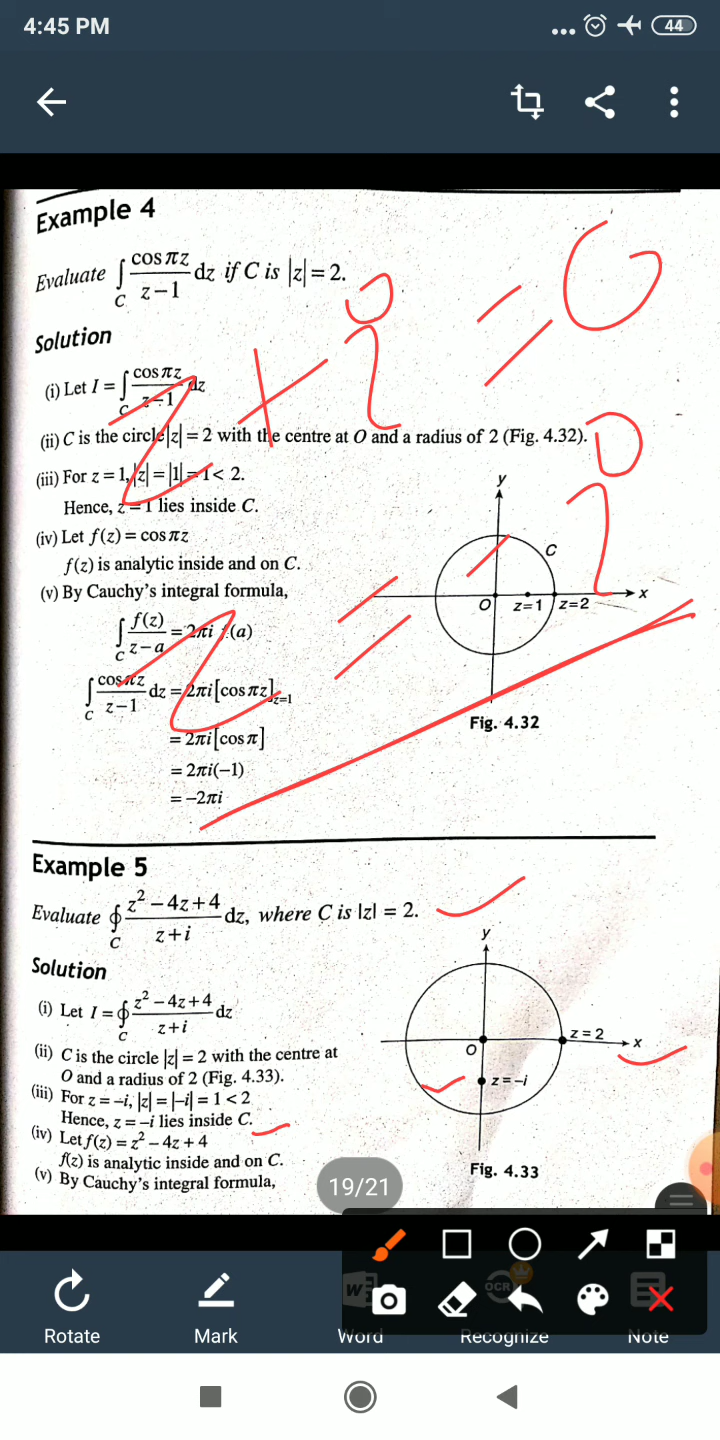 4:45 PM
44
Example 4
Evaluate ∫_C cos πz / z−1 dz if C is |z| = 2.
Solution
(i) Let I = ∫_C cos πz / z−1 dz
(ii) C is the circle |z| = 2 with the centre at O and a radius of 2 (Fig. 4.32).
(iii) For z = 1, |z| = |1| = 1 < 2.
Hence, z = 1 lies inside C.
(iv) Let f(z) = cos πz
f(z) is analytic inside and on C.
(v) By Cauchy's integral formula,
∫_C f(z) / z−a = 2πi f(a)
∫_C cos πz / z−1 dz = 2πi[cos πz]_z=1
= 2πi[cos π]
= 2πi(−1)
= −2πi
y
C
O
z=1
z=2
x
Fig. 4.32
z + i = 0
z = − i
Example 5
Evaluate ∮_C z² − 4z + 4 / z+i dz, where C is |z| = 2.
Solution
(i) Let I = ∮_C z² − 4z + 4 / z+i dz
(ii) C is the circle |z| = 2 with the centre at
O and a radius of 2 (Fig. 4.33).
(iii) For z = −i, |z| = |−i| = 1 < 2
Hence, z = −i lies inside C.
(iv) Let f(z) = z² − 4z + 4
f(z) is analytic inside and on C.
(v) By Cauchy's integral formula,
y
O
z = 2
x
z = −i
Fig. 4.33
19/21
W
OCR
Rotate
Mark
Word
Recognize
Note